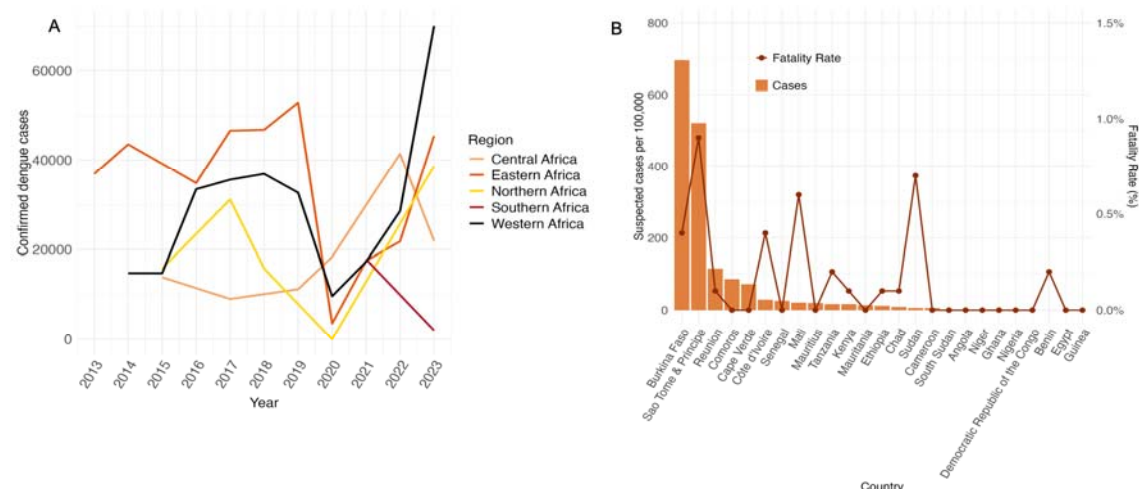 A
Confirmed dengue cases
60000
40000
20000
0
2013
2014
2015
2016
2017
2018
2019
2020
2021
2022
2023
Year
Region
Central Africa
Eastern Africa
Northern Africa
Southern Africa
Western Africa
B
Suspected cases per 100,000
800
600
400
200
0
Fatality Rate
Cases
1.5%
1.0%
0.5%
0.0%
Fatality Rate (%)
Burkina Faso
Sao Tome & Principe
Reunion
Comoros
Cape Verde
Côte d'Ivoire
Senegal
Mali
Mauritius
Tanzania
Kenya
Mauritania
Ethiopia
Chad
Sudan
Cameroon
South Sudan
Angola
Niger
Ghana
Nigeria
Democratic Republic of the Congo
Benin
Egypt
Guinea
Country